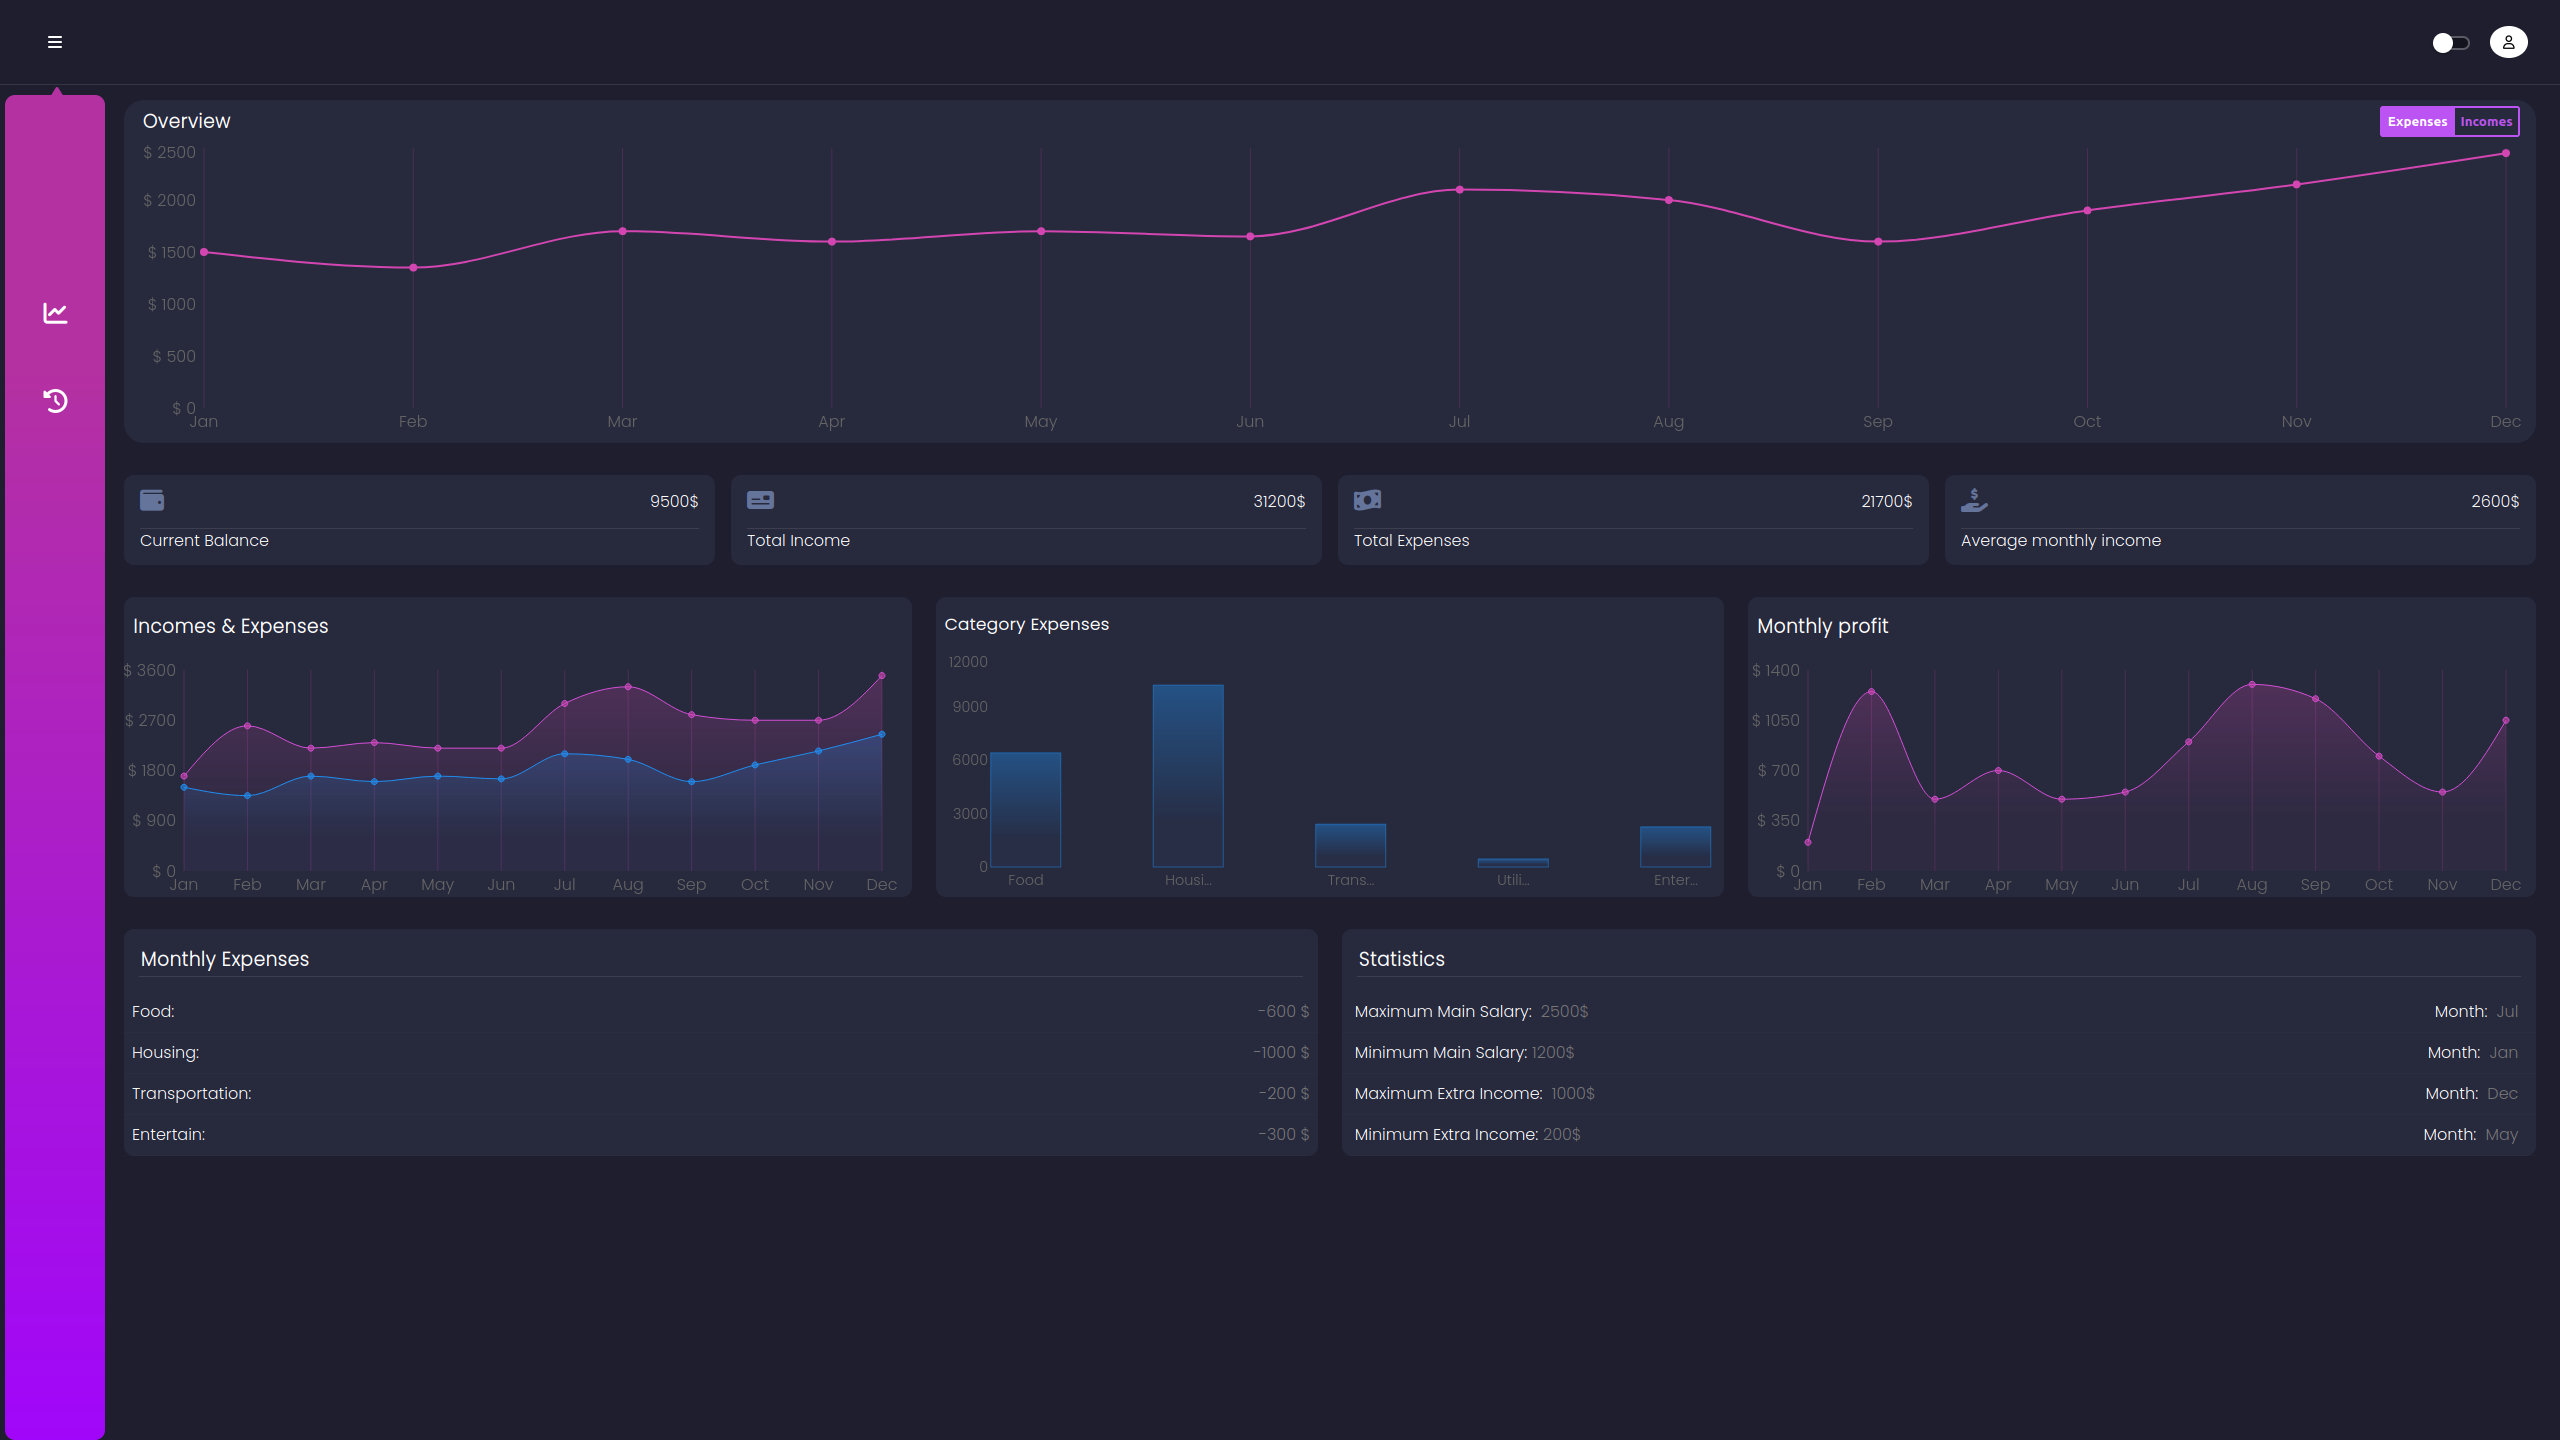 Overview
Expenses Incomes
$ 2500
$ 2000
$ 1500
$ 1000
$ 500
$ 0
Jan Feb Mar Apr May Jun Jul Aug Sep Oct Nov Dec
9500$
Current Balance
31200$
Total Income
21700$
Total Expenses
2600$
Average monthly income
Incomes & Expenses
$ 3600
$ 2700
$ 1800
$ 900
$ 0
Jan Feb Mar Apr May Jun Jul Aug Sep Oct Nov Dec
Category Expenses
12000
9000
6000
3000
0
Food Housi... Trans... Utili... Enter...
Monthly profit
$ 1400
$ 1050
$ 700
$ 350
$ 0
Jan Feb Mar Apr May Jun Jul Aug Sep Oct Nov Dec
Monthly Expenses
Food: -600 $
Housing: -1000 $
Transportation: -200 $
Entertain: -300 $
Statistics
Maximum Main Salary: 2500$ Month: Jul
Minimum Main Salary: 1200$ Month: Jan
Maximum Extra Income: 1000$ Month: Dec
Minimum Extra Income: 200$ Month: May